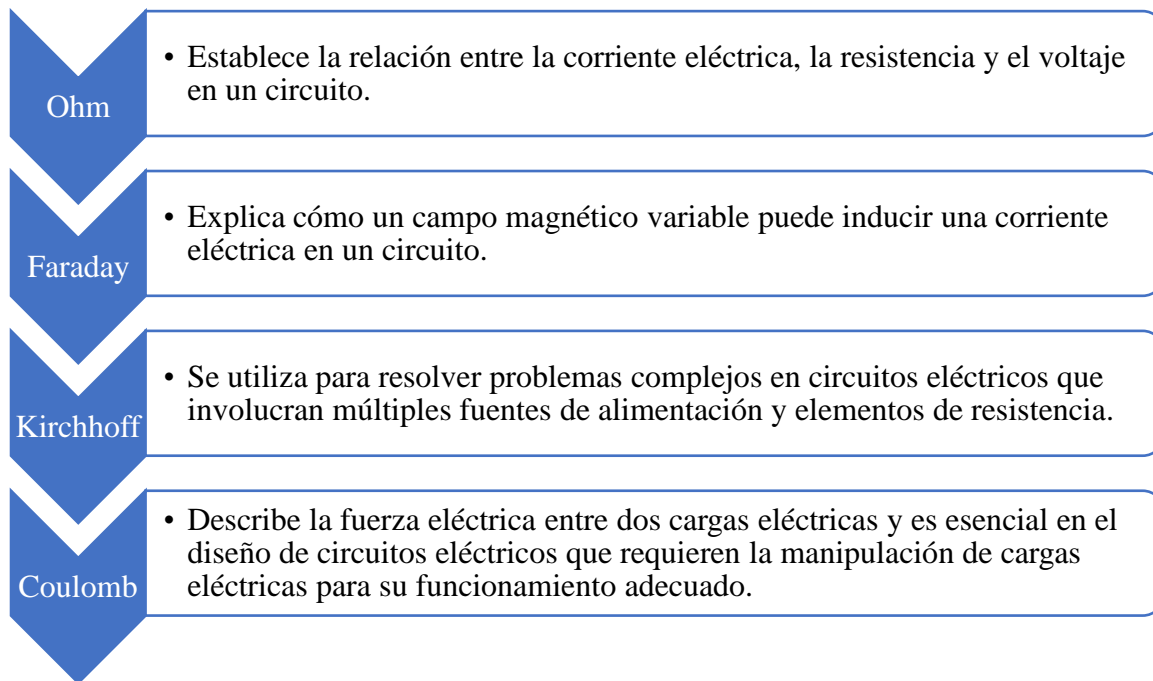 Ohm
• Establece la relación entre la corriente eléctrica, la resistencia y el voltaje
en un circuito.
Faraday
• Explica cómo un campo magnético variable puede inducir una corriente
eléctrica en un circuito.
Kirchhoff
• Se utiliza para resolver problemas complejos en circuitos eléctricos que
involucran múltiples fuentes de alimentación y elementos de resistencia.
Coulomb
• Describe la fuerza eléctrica entre dos cargas eléctricas y es esencial en el
diseño de circuitos eléctricos que requieren la manipulación de cargas
eléctricas para su funcionamiento adecuado.